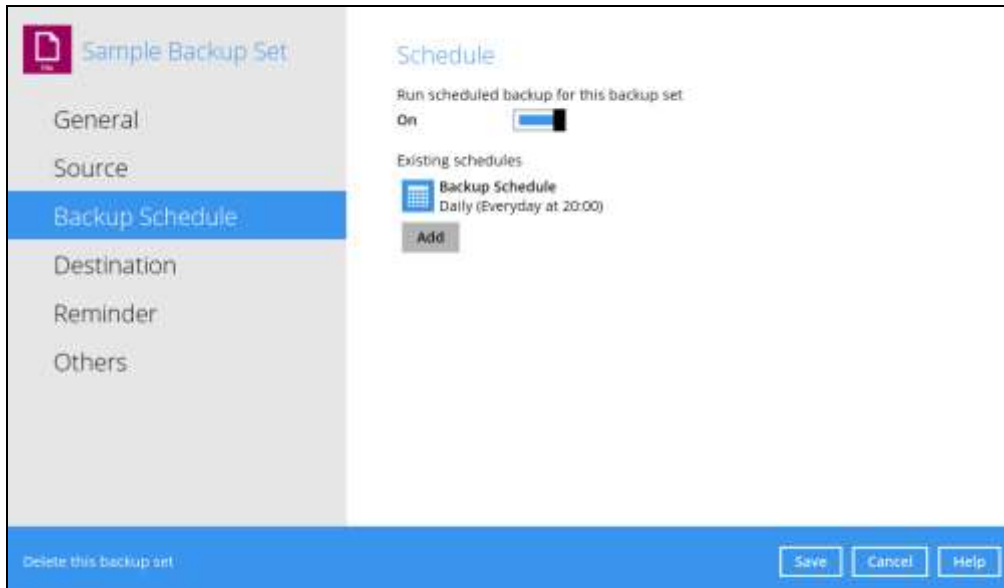 Sample Backup Set
General
Source
Backup Schedule
Destination
Reminder
Others
Schedule
Run scheduled backup for this backup set
On
Existing schedules
Backup Schedule
Daily (Everyday at 20:00)
Add
Delete this backup set
Save
Cancel
Help